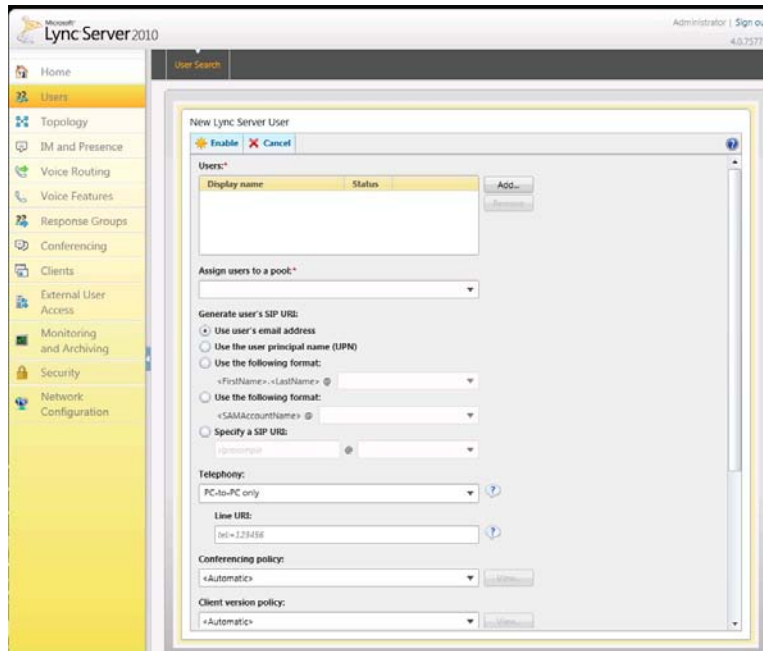 Microsoft
Lync Server 2010
Administrator | Sign ou
4.0.7577
Home
Users
Topology
IM and Presence
Voice Routing
Voice Features
Response Groups
Conferencing
Clients
External User
Access
Monitoring
and Archiving
Security
Network
Configuration
User Search
New Lync Server User
Enable Cancel
Users:*
Display name Status
Add...
Remove
Assign users to a pool:*
Generate user's SIP URI:
Use user's email address
Use the user principal name (UPN)
Use the following format:
<FirstName>.<LastName> @
Use the following format:
<SAMAccountName> @
Specify a SIP URI:
@
Telephony:
PC-to-PC only
Line URI:
tel:+123456
Conferencing policy:
<Automatic> View...
Client version policy:
<Automatic> View...